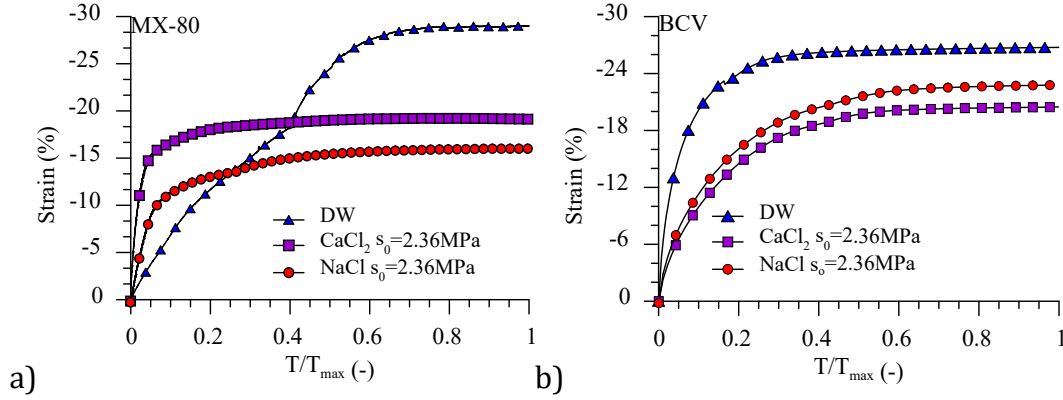 MX-80
-30
-25
-20
-15
-10
-5
0
Strain (%)
DW
CaCl₂ s₀=2.36MPa
NaCl s₀=2.36MPa
0 0.2 0.4 0.6 0.8 1
T/Tmax (-)
a)
BCV
-30
-24
-18
-12
-6
0
Strain (%)
DW
CaCl₂ s₀=2.36MPa
NaCl sₒ=2.36MPa
0 0.2 0.4 0.6 0.8 1
T/Tmax (-)
b)